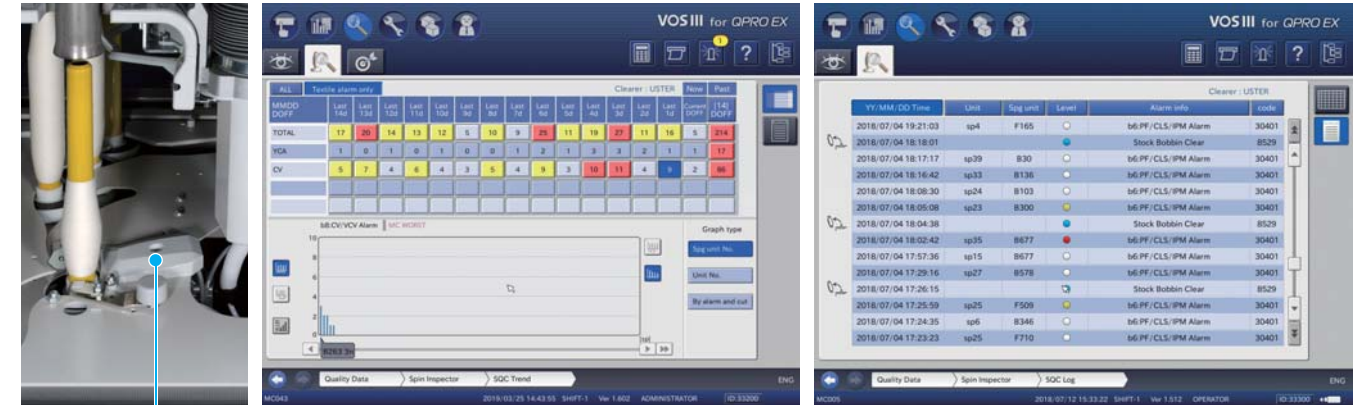 VOSIII for QPRO EX
1
?
ALL Textile alarm only Clearer : USTER Now Past
MMDD DOFF Last 14d Last 13d Last 12d Last 11d Last 10d Last 9d Last 8d Last 7d Last 6d Last 5d Last 4d Last 3d Last 2d Last 1d Current DOFF [14] DOFF
TOTAL 17 20 14 13 12 5 10 9 25 11 19 27 11 16 5 214
YCA 1 0 1 0 1 0 0 1 2 1 3 3 2 1 1 17
CV 5 7 4 6 4 3 5 4 9 3 10 11 4 9 2 86
b8:CV/VCV Alarm MC WORST
Graph type
10
8
6
4
2
0
Spg unit No.
Unit No.
By alarm and cut
Quality Data Spin Inspector SQC Trend ENG
MC043 2019/03/25 14:43:55 SHIFT-1 Ver 1.602 ADMINISTRATOR ID:33200
VOSIII for QPRO EX
?
Clearer : USTER
YY/MM/DD Time Unit Spg unit Level Alarm info code
2018/07/04 19:21:03 sp4 F165 b6:PF/CLS/IPM Alarm 30401
2018/07/04 18:18:01 Stock Bobbin Clear 8529
2018/07/04 18:17:17 sp39 B30 b6:PF/CLS/IPM Alarm 30401
2018/07/04 18:16:42 sp33 B136 b6:PF/CLS/IPM Alarm 30401
2018/07/04 18:08:30 sp24 B103 b6:PF/CLS/IPM Alarm 30401
2018/07/04 18:05:08 sp23 B300 b6:PF/CLS/IPM Alarm 30401
2018/07/04 18:04:38 Stock Bobbin Clear 8529
2018/07/04 18:02:42 sp35 B677 b6:PF/CLS/IPM Alarm 30401
2018/07/04 17:57:36 sp15 B677 b6:PF/CLS/IPM Alarm 30401
2018/07/04 17:29:16 sp27 B578 b6:PF/CLS/IPM Alarm 30401
2018/07/04 17:26:15 Stock Bobbin Clear 8529
2018/07/04 17:25:59 sp25 F509 b6:PF/CLS/IPM Alarm 30401
2018/07/04 17:24:35 sp6 B346 b6:PF/CLS/IPM Alarm 30401
2018/07/04 17:23:23 sp25 F710 b6:PF/CLS/IPM Alarm 30401
Quality Data Spin Inspector SQC Log ENG
MC005 2018/07/12 15:33:22 SHIFT-1 Ver 1.512 OPERATOR ID:33300